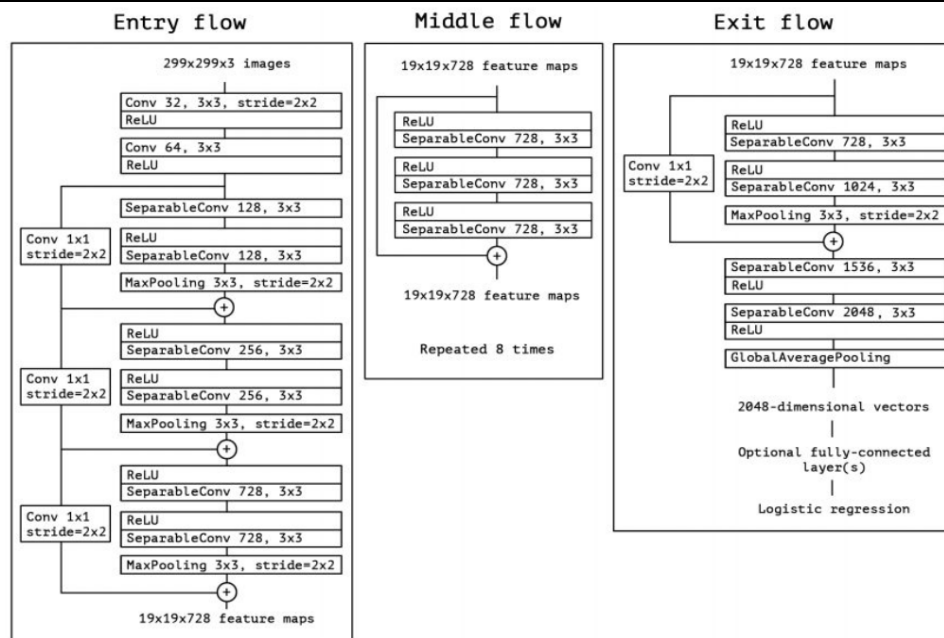 Entry flow
299x299x3 images
Conv 32, 3x3, stride=2x2
ReLU
Conv 64, 3x3
ReLU
SeparableConv 128, 3x3
Conv 1x1
stride=2x2
ReLU
SeparableConv 128, 3x3
MaxPooling 3x3, stride=2x2
+
ReLU
SeparableConv 256, 3x3
Conv 1x1
stride=2x2
ReLU
SeparableConv 256, 3x3
MaxPooling 3x3, stride=2x2
+
ReLU
SeparableConv 728, 3x3
Conv 1x1
stride=2x2
ReLU
SeparableConv 728, 3x3
MaxPooling 3x3, stride=2x2
+
19x19x728 feature maps
Middle flow
19x19x728 feature maps
ReLU
SeparableConv 728, 3x3
ReLU
SeparableConv 728, 3x3
ReLU
SeparableConv 728, 3x3
+
19x19x728 feature maps
Repeated 8 times
Exit flow
19x19x728 feature maps
ReLU
SeparableConv 728, 3x3
Conv 1x1
stride=2x2
ReLU
SeparableConv 1024, 3x3
MaxPooling 3x3, stride=2x2
+
SeparableConv 1536, 3x3
ReLU
SeparableConv 2048, 3x3
ReLU
GlobalAveragePooling
2048-dimensional vectors
Optional fully-connected
layer(s)
Logistic regression